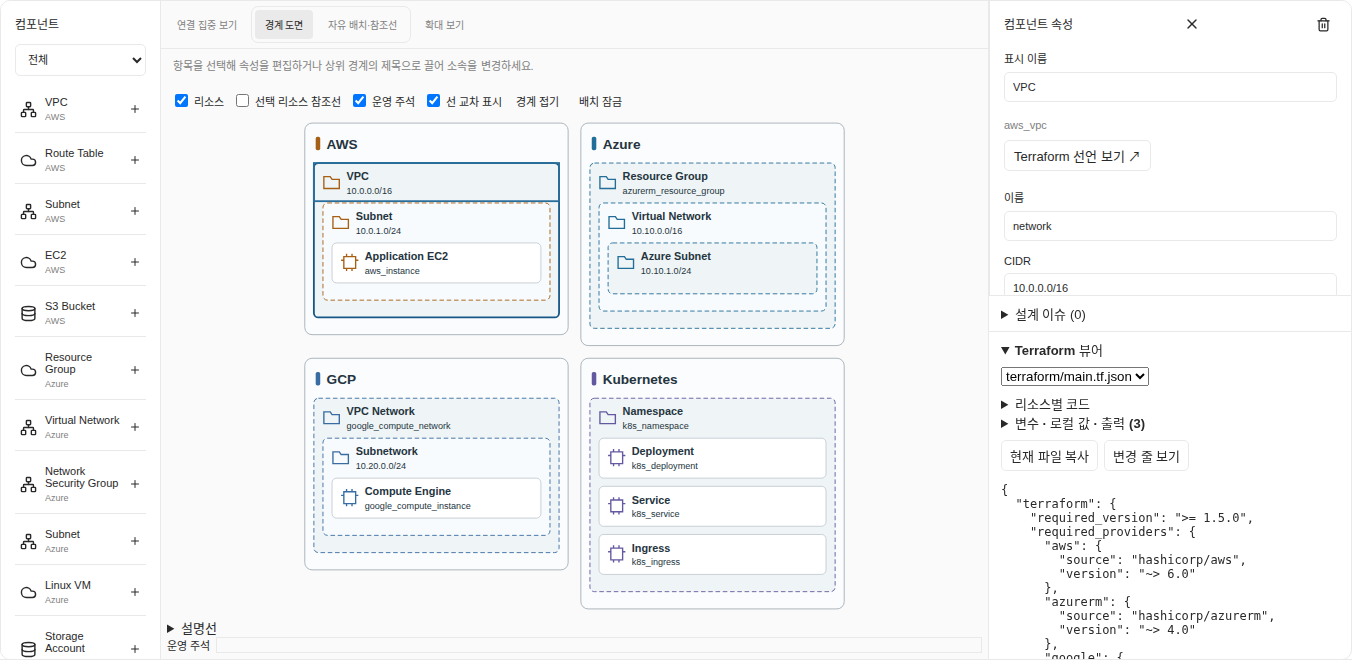 컴포넌트
전체
VPC
AWS
Route Table
AWS
Subnet
AWS
EC2
AWS
S3 Bucket
AWS
Resource
Group
Azure
Virtual Network
Azure
Network
Security Group
Azure
Subnet
Azure
Linux VM
Azure
Storage
Account
연결 집중 보기
경계 도면
자유 배치·참조선
확대 보기
항목을 선택해 속성을 편집하거나 상위 경계의 제목으로 끌어 소속을 변경하세요.
리소스
선택 리소스 참조선
운영 주석
선 교차 표시
경계 접기
배치 잠금
AWS
VPC
10.0.0.0/16
Subnet
10.0.1.0/24
Application EC2
aws_instance
Azure
Resource Group
azurerm_resource_group
Virtual Network
10.10.0.0/16
Azure Subnet
10.10.1.0/24
GCP
VPC Network
google_compute_network
Subnetwork
10.20.0.0/24
Compute Engine
google_compute_instance
Kubernetes
Namespace
k8s_namespace
Deployment
k8s_deployment
Service
k8s_service
Ingress
k8s_ingress
설명선
운영 주석
컴포넌트 속성
표시 이름
VPC
aws_vpc
Terraform 선언 보기 ↗
이름
network
CIDR
10.0.0.0/16
설계 이슈 (0)
Terraform 뷰어
terraform/main.tf.json
리소스별 코드
변수 · 로컬 값 · 출력 (3)
현재 파일 복사
변경 줄 보기
{
"terraform": {
"required_version": ">= 1.5.0",
"required_providers": {
"aws": {
"source": "hashicorp/aws",
"version": "~> 6.0"
},
"azurerm": {
"source": "hashicorp/azurerm",
"version": "~> 4.0"
},
"google": {